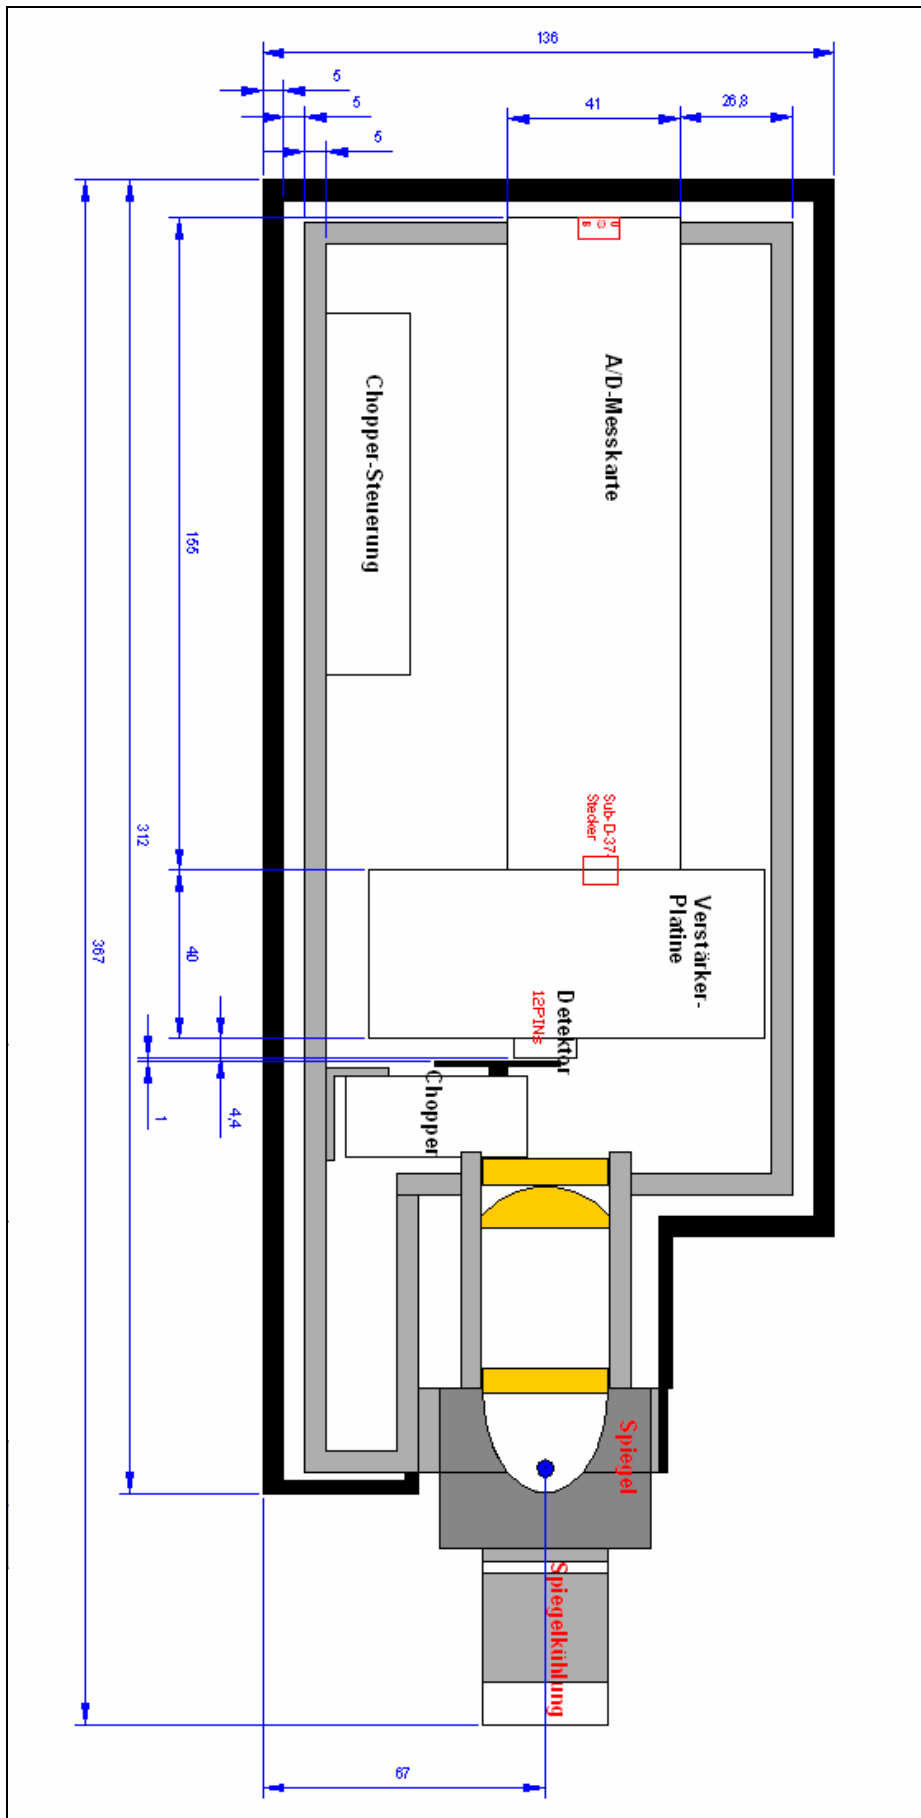 136
5
5
5
41
26,8
USB
A/D-Messkarte
Chopper-Steuerung
155
312
367
Sub-D-37
Stecker
Verstärker-
Platine
40
Detektor
12PINs
Chopper
4,4
1
Spiegel
Spiegelkühlung
67